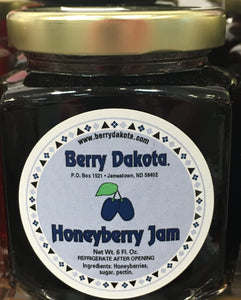 www.berrydakota.com
Berry Dakota.
P.O. Box 1521 • Jamestown, ND 58402
Honeyberry Jam
Net Wt. 6 Fl. Oz.
REFRIGERATE AFTER OPENING
Ingredients: Honeyberries,
sugar, pectin.